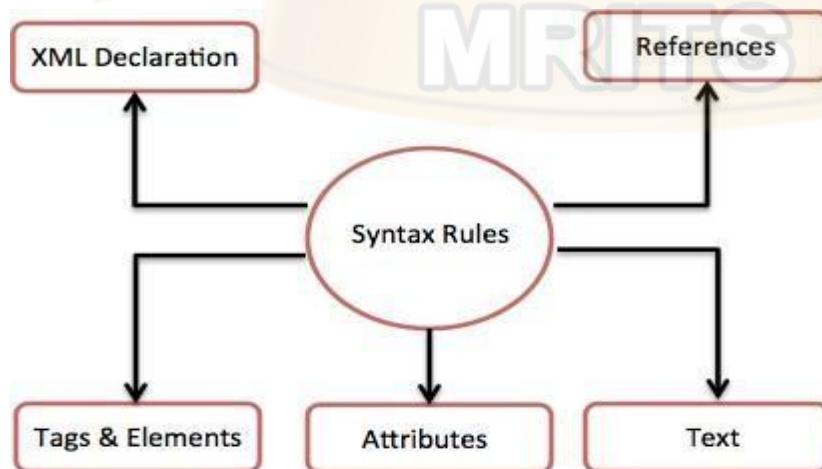 MRITS
XML Declaration
References
Syntax Rules
Tags & Elements
Attributes
Text